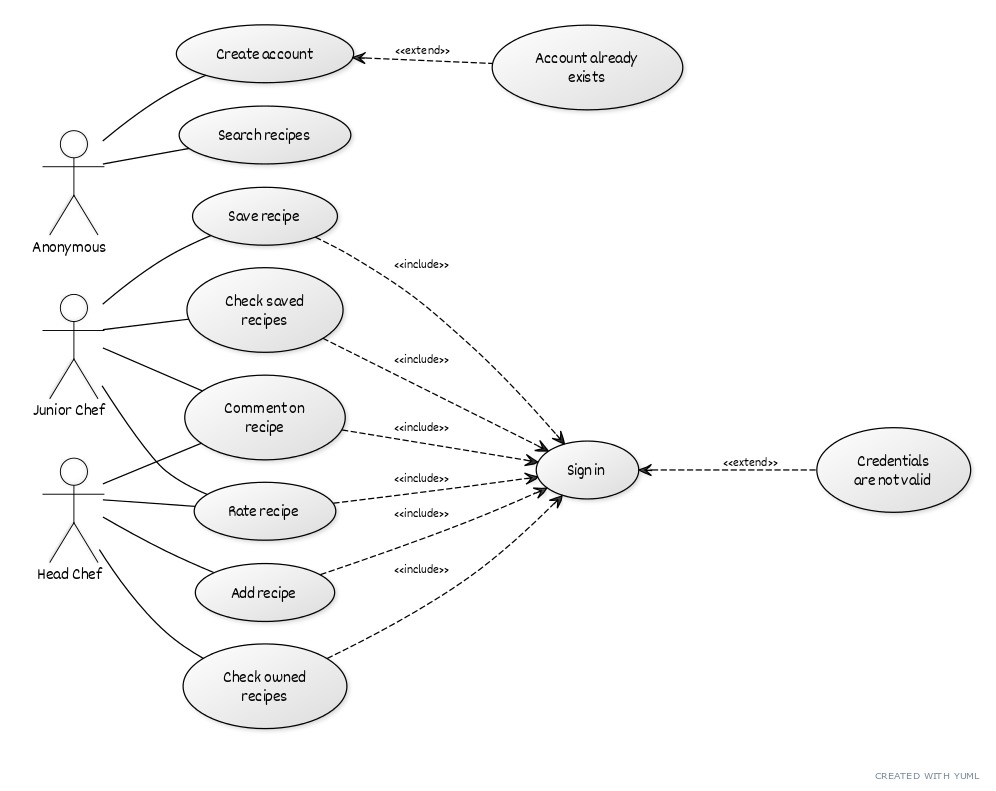 Create account
<<extend>>
Account already
exists
Search recipes
Anonymous
Save recipe
<<include>>
Check saved
recipes
<<include>>
Junior Chef
Comment on
recipe
<<include>>
Sign in
<<extend>>
Credentials
are not valid
<<include>>
Rate recipe
<<include>>
Head Chef
<<include>>
Add recipe
Check owned
recipes
CREATED WITH YUML